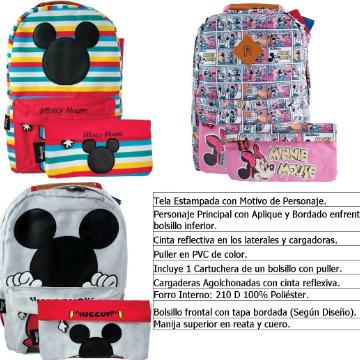 Mickey Mouse
Mickey Mouse
MINNIE
MOUSE
"HICCUP!"
Tela Estampada con Motivo de Personaje.
Personaje Principal con Aplique y Bordado enfrent
bolsillo inferior.
Cinta reflectiva en los laterales y cargadoras.
Puller en PVC de color.
Incluye 1 Cartuchera de un bolsillo con puller.
Cargaderas Agolchonadas con cinta reflexiva.
Forro Interno: 210 D 100% Poliéster.
Bolsillo frontal con tapa bordada (Según Diseño).
Manija superior en reata y cuero.